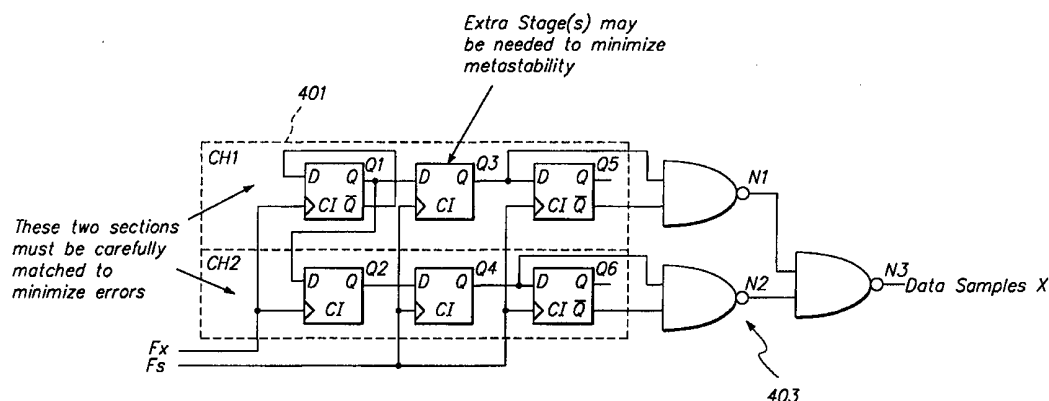 Extra Stage(s) may
be needed to minimize
metastability
401
CH1
Q1
Q3
Q5
D Q
D Q
D Q
CI Q̅
CI
CI Q̅
N1
These two sections
must be carefully
matched to
minimize errors
CH2
Q2
Q4
Q6
D Q
D Q
D Q
CI
CI
CI Q̅
N2
N3
Data Samples X
Fx
Fs
403